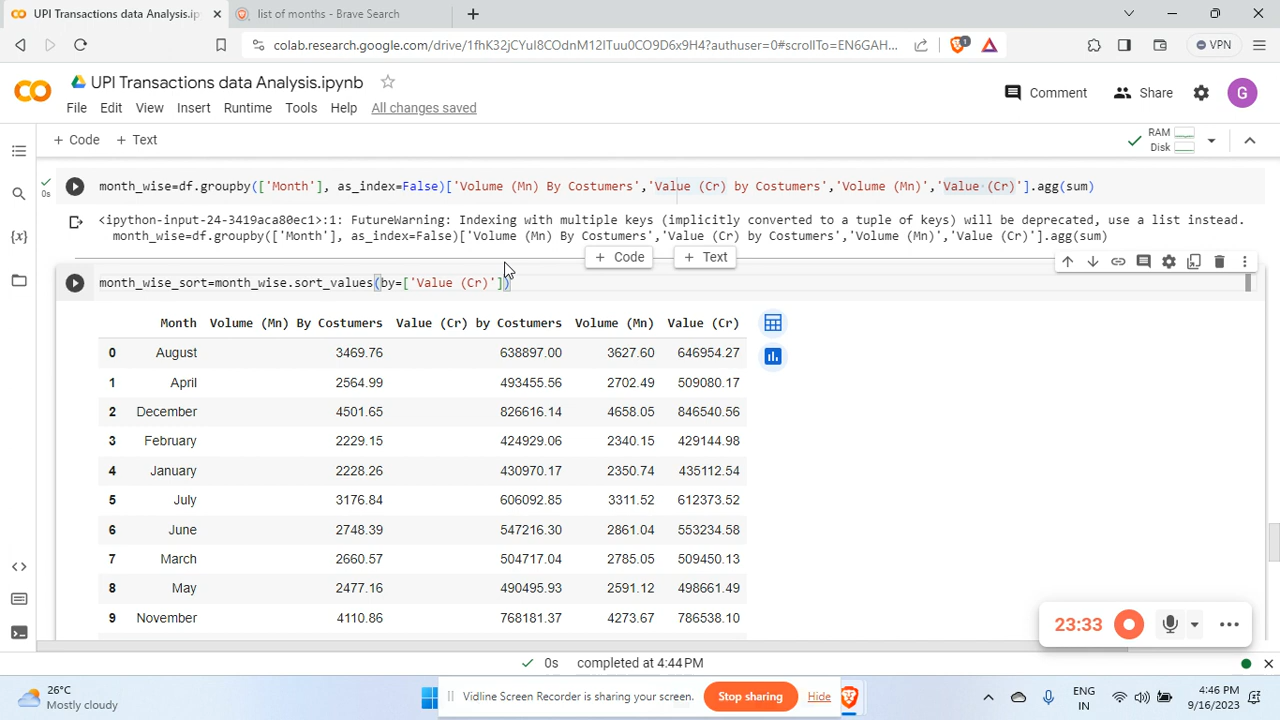 UPI Transactions data Analysis.ipyn
list of months - Brave Search
colab.research.google.com/drive/1fhK32jCYuI8COdnM12ITuu0CO9D6x9H4?authuser=0#scrollTo=EN6GAH...
1
VPN
UPI Transactions data Analysis.ipynb
File Edit View Insert Runtime Tools Help All changes saved
Comment Share G
+ Code + Text
RAM
Disk
0s
month_wise=df.groupby(['Month'], as_index=False)['Volume (Mn) By Costumers','Value (Cr) by Costumers','Volume (Mn)','Value (Cr)'].agg(sum)
<ipython-input-24-3419aca80ec1>:1: FutureWarning: Indexing with multiple keys (implicitly converted to a tuple of keys) will be deprecated, use a list instead.
month_wise=df.groupby(['Month'], as_index=False)['Volume (Mn) By Costumers','Value (Cr) by Costumers','Volume (Mn)','Value (Cr)'].agg(sum)
+ Code + Text
month_wise_sort=month_wise.sort_values(by=['Value (Cr)'])
Month Volume (Mn) By Costumers Value (Cr) by Costumers Volume (Mn) Value (Cr)
0 August 3469.76 638897.00 3627.60 646954.27
1 April 2564.99 493455.56 2702.49 509080.17
2 December 4501.65 826616.14 4658.05 846540.56
3 February 2229.15 424929.06 2340.15 429144.98
4 January 2228.26 430970.17 2350.74 435112.54
5 July 3176.84 606092.85 3311.52 612373.52
6 June 2748.39 547216.30 2861.04 553234.58
7 March 2660.57 504717.04 2785.05 509450.13
8 May 2477.16 490495.93 2591.12 498661.49
9 November 4110.86 768181.37 4273.67 786538.10
23:33
0s completed at 4:44 PM
26°C
Mostly cloudy
Vidline Screen Recorder is sharing your screen. Stop sharing Hide
ENG
IN
4:46 PM
9/16/2023